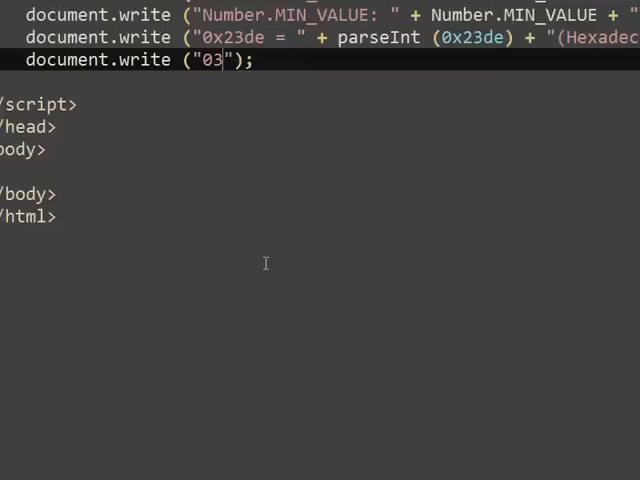 document.write ("Number.MIN_VALUE: " + Number.MIN_VALUE + "
document.write ("0x23de = " + parseInt (0x23de) + "(Hexadec
document.write ("03");
/script>
/head>
body>
/body>
/html>